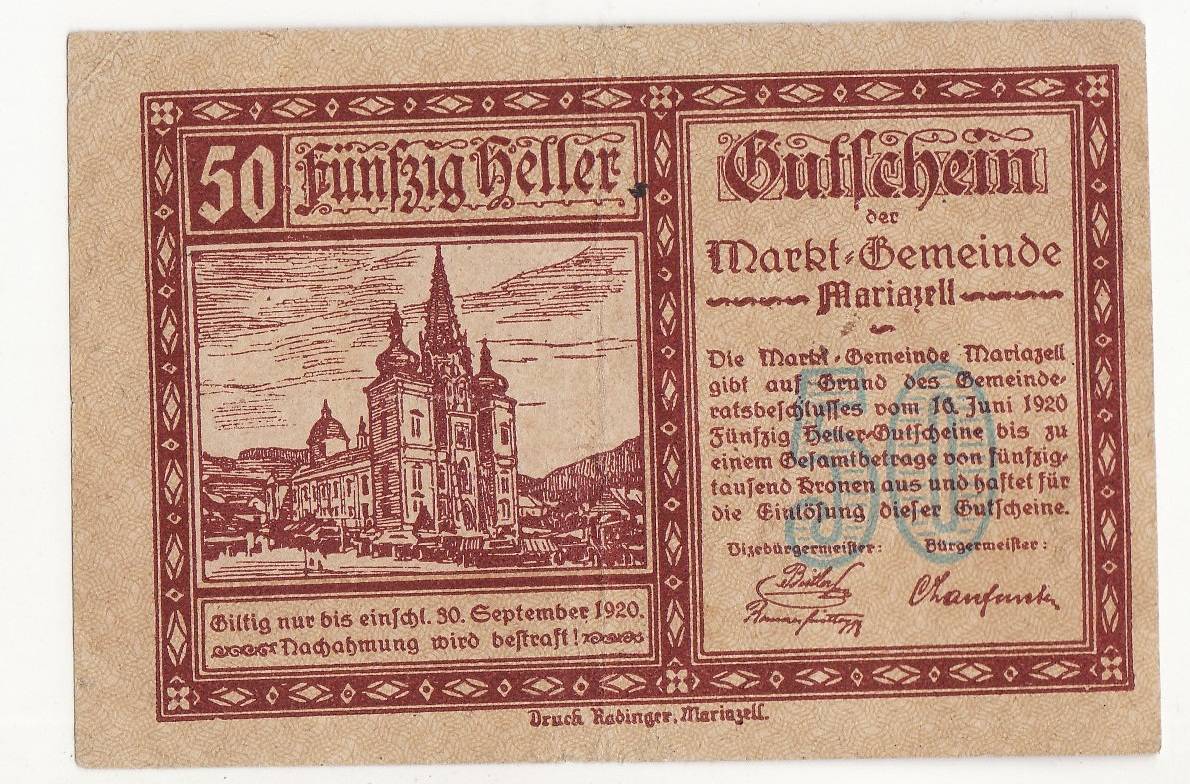 50 Fünfzig Heller
Giltig nur bis einschl. 30. September 1920.
Nachahmung wird bestraft!
Gutschein
der
Markt-Gemeinde
Mariazell
Die Markt-Gemeinde Mariazell
gibt auf Grund des Gemeinde-
ratsbeschlusses vom 16. Juni 1920
Fünfzig Heller-Gutscheine bis zu
einem Gesamtbetrage von fünfzig-
tausend Kronen aus und haftet für
die Einlösung dieser Gutscheine.
50
Vizebürgermeister: Bürgermeister:
Druck Radinger, Mariazell.